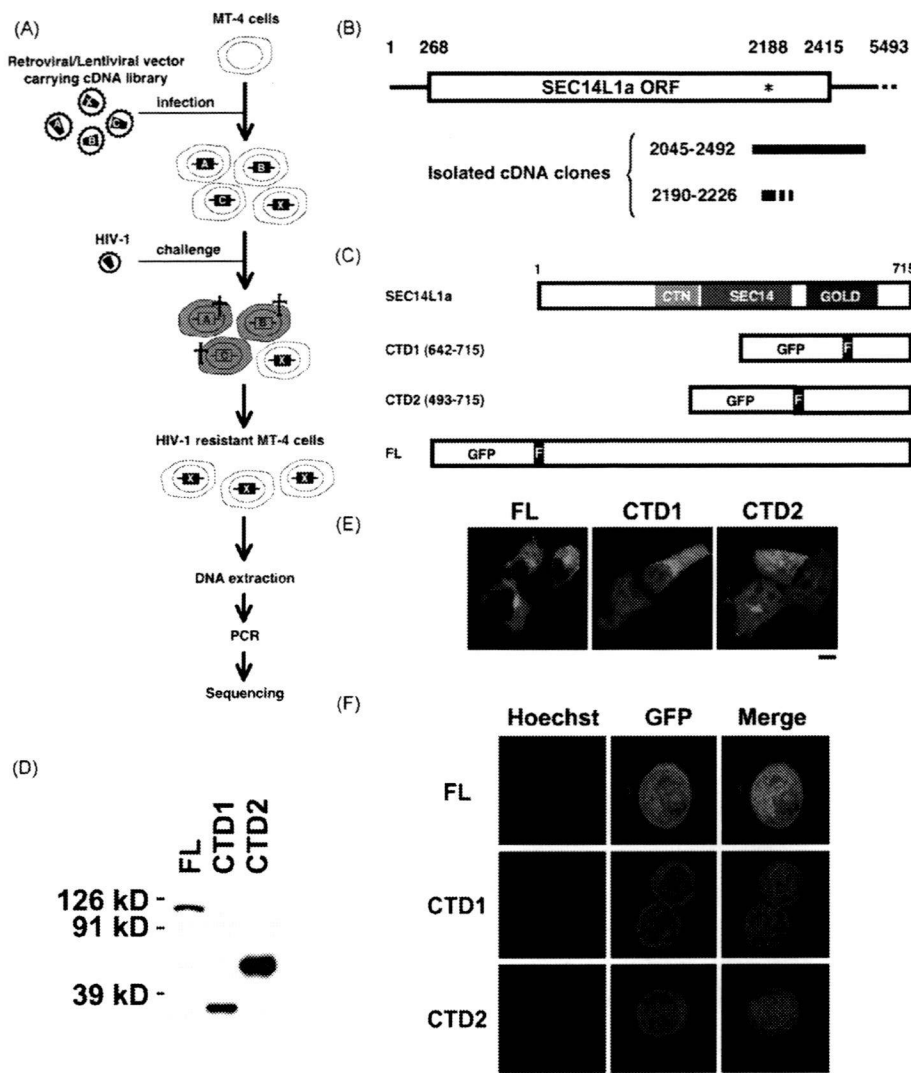 (A)
MT-4 cells
Retroviral/Lentiviral vector
carrying cDNA library
X
A
C
B
infection
A
B
C
X
HIV-1
challenge
A
B
C
X
HIV-1 resistant MT-4 cells
X
X
X
DNA extraction
PCR
Sequencing
(B)
1 268 2188 2415 5493
SEC14L1a ORF
*
Isolated cDNA clones
2045-2492
2190-2226
(C)
1 715
SEC14L1a
CTN SEC14 GOLD
CTD1 (642-715)
GFP F
CTD2 (493-715)
GFP F
FL
GFP F
(E)
FL CTD1 CTD2
(F)
Hoechst GFP Merge
FL
CTD1
CTD2
(D)
FL
CTD1
CTD2
126 kD -
91 kD -
39 kD -